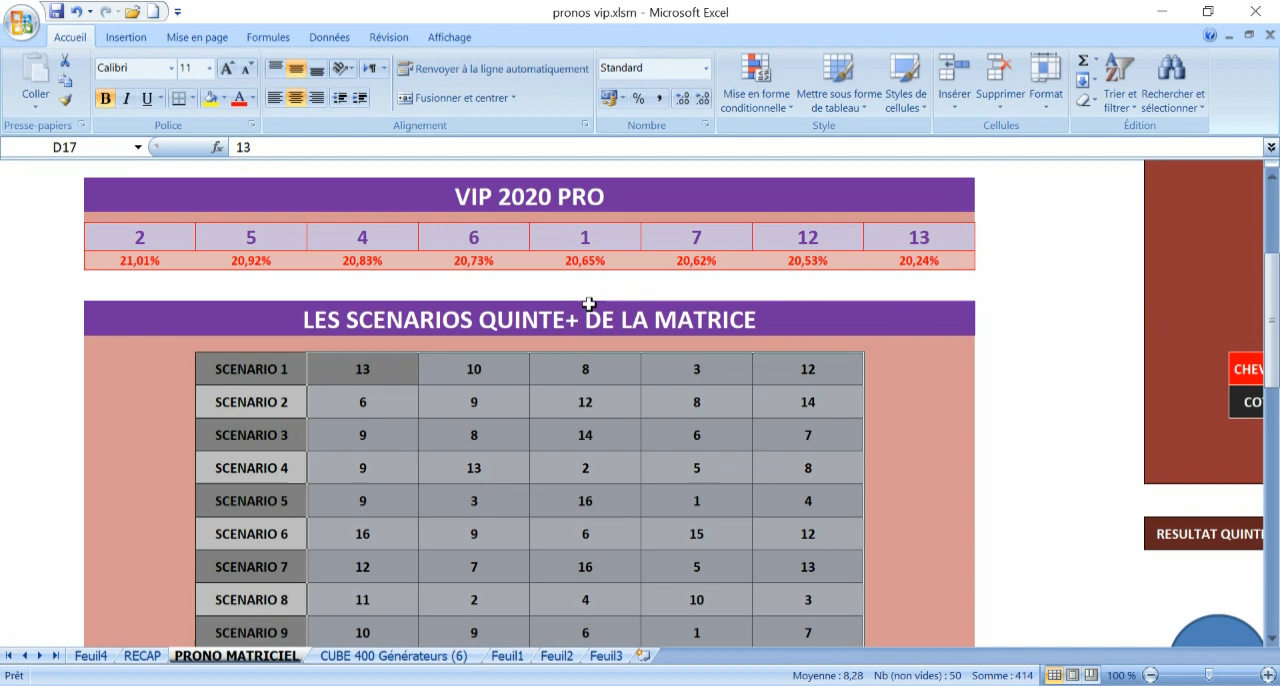 pronos vip.xlsm - Microsoft Excel
Accueil Insertion Mise en page Formules Données Révision Affichage
Coller
Calibri 11
G I U
Renvoyer à la ligne automatiquement
Fusionner et centrer
Standard
% 
Mise en forme conditionnelle
Mettre sous forme de tableau
Styles de cellules
Insérer Supprimer Format
Σ
Trier et filtrer
Rechercher et sélectionner
Presse-papiers Police Alignement Nombre Style Cellules Édition
D17 fx 13
VIP 2020 PRO
2 5 4 6 1 7 12 13
21,01% 20,92% 20,83% 20,73% 20,65% 20,62% 20,53% 20,24%
LES SCENARIOS QUINTE+ DE LA MATRICE
SCENARIO 1 13 10 8 3 12
SCENARIO 2 6 9 12 8 14
SCENARIO 3 9 8 14 6 7
SCENARIO 4 9 13 2 5 8
SCENARIO 5 9 3 16 1 4
SCENARIO 6 16 9 6 15 12
SCENARIO 7 12 7 16 5 13
SCENARIO 8 11 2 4 10 3
SCENARIO 9 10 9 6 1 7
CHEV
CO
RESULTAT QUINT
Feuil4 RECAP PRONO MATRICIEL CUBE 400 Générateurs (6) Feuil1 Feuil2 Feuil3
Prêt Moyenne : 8,28 Nb (non vides) : 50 Somme : 414 100 %